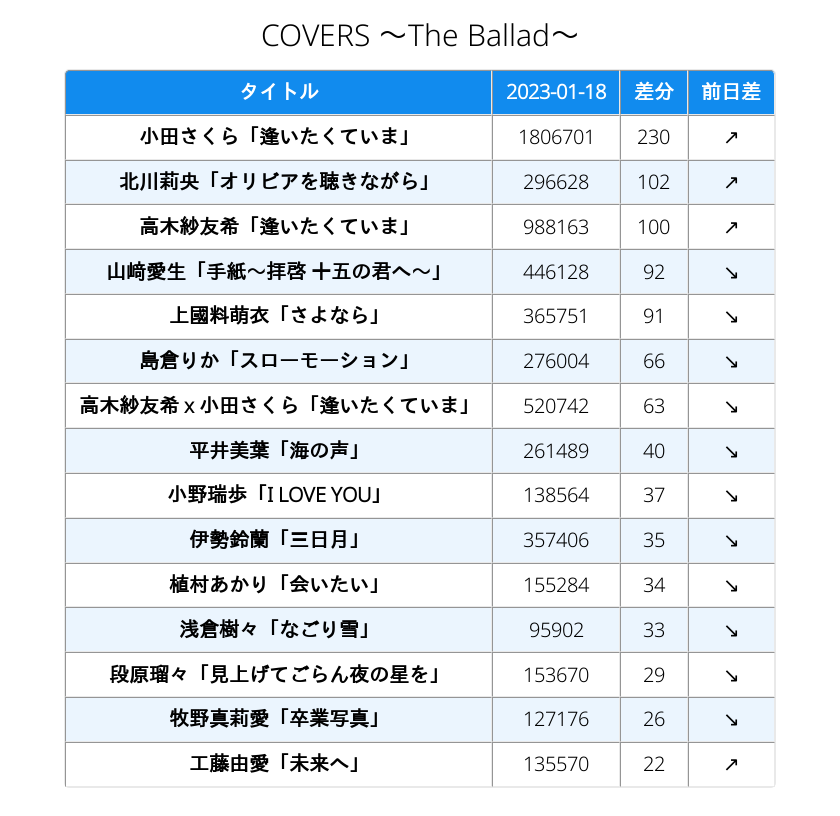 COVERS ～The Ballad～
タイトル 2023-01-18 差分 前日差
小田さくら「逢いたくていま」 1806701 230 ↗
北川莉央「オリビアを聴きながら」 296628 102 ↗
高木紗友希「逢いたくていま」 988163 100 ↗
山﨑愛生「手紙～拝啓 十五の君へ～」 446128 92 ↘
上國料萌衣「さよなら」 365751 91 ↘
島倉りか「スローモーション」 276004 66 ↘
高木紗友希 x 小田さくら「逢いたくていま」 520742 63 ↘
平井美葉「海の声」 261489 40 ↘
小野瑞歩「I LOVE YOU」 138564 37 ↘
伊勢鈴蘭「三日月」 357406 35 ↘
植村あかり「会いたい」 155284 34 ↘
浅倉樹々「なごり雪」 95902 33 ↘
段原瑠々「見上げてごらん夜の星を」 153670 29 ↘
牧野真莉愛「卒業写真」 127176 26 ↘
工藤由愛「未来へ」 135570 22 ↗